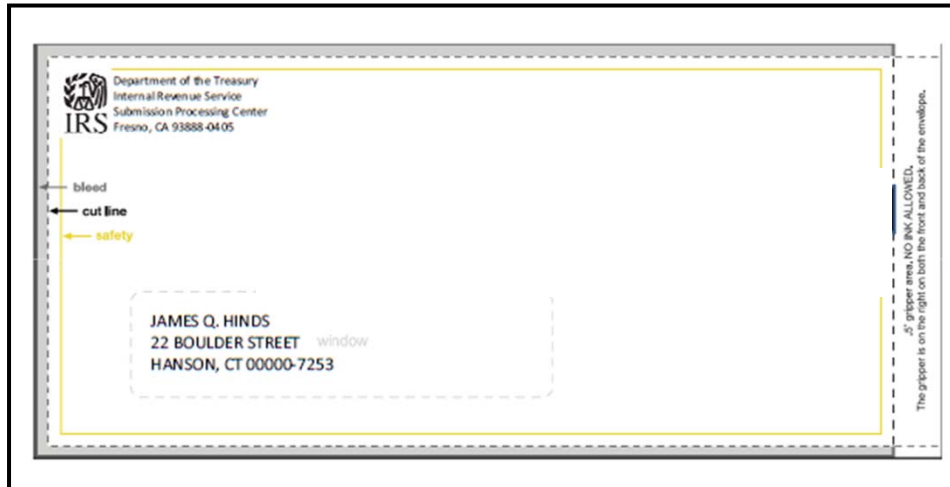 Department of the Treasury
Internal Revenue Service
Submission Processing Center
IRS
Fresno, CA 93888-0405
bleed
cut line
safety
JAMES Q. HINDS
22 BOULDER STREET
window
HANSON, CT 00000-7253
.5" gripper area. NO INK ALLOWED.
The gripper is on the right on both the front and back of the envelope.